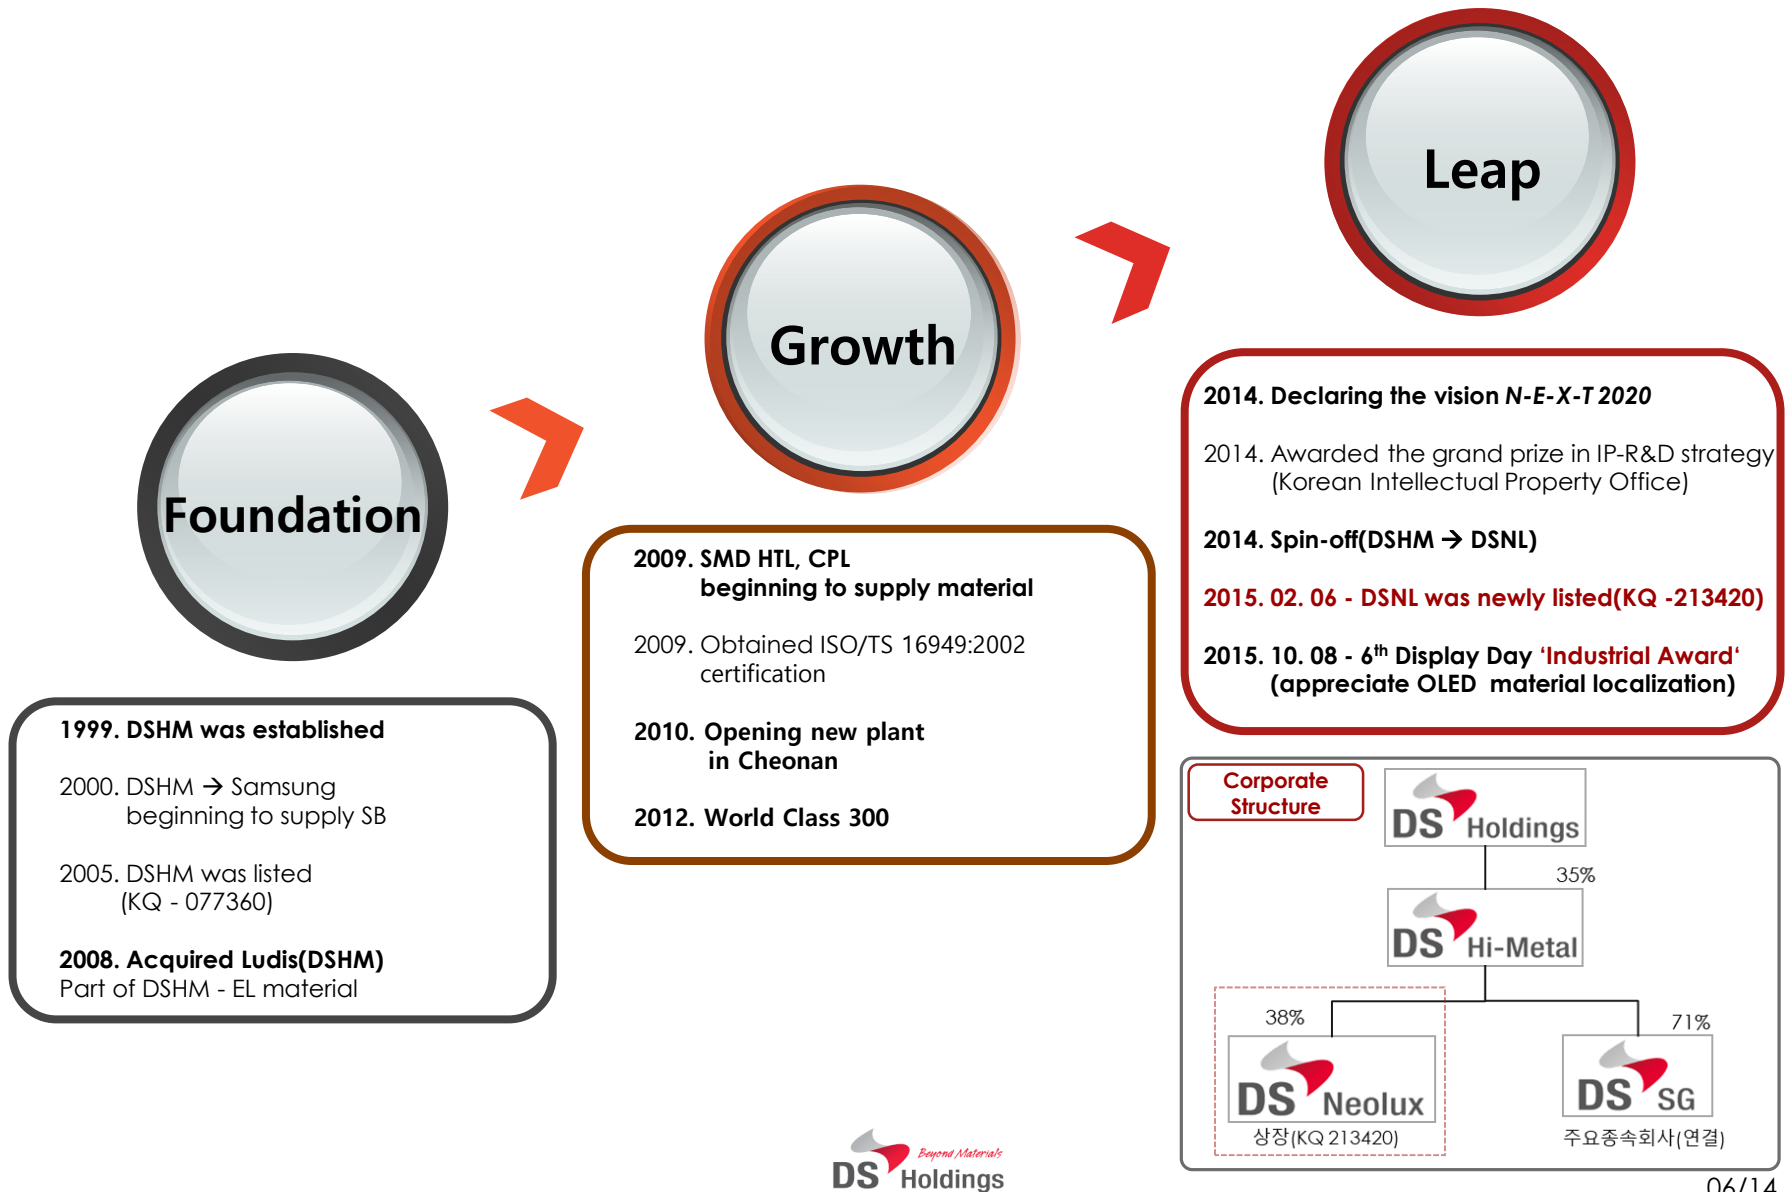 Foundation
1999. DSHM was established
2000. DSHM → Samsung
beginning to supply SB
2005. DSHM was listed
(KQ - 077360)
2008. Acquired Ludis(DSHM)
Part of DSHM - EL material
Growth
2009. SMD HTL, CPL
beginning to supply material
2009. Obtained ISO/TS 16949:2002
certification
2010. Opening new plant
in Cheonan
2012. World Class 300
Leap
2014. Declaring the vision N-E-X-T 2020
2014. Awarded the grand prize in IP-R&D strategy
(Korean Intellectual Property Office)
2014. Spin-off(DSHM → DSNL)
2015. 02. 06 - DSNL was newly listed(KQ -213420)
2015. 10. 08 - 6th Display Day ‘Industrial Award‘
(appreciate OLED material localization)
Corporate
Structure
DS Holdings
35%
DS Hi-Metal
38%
71%
DS Neolux
DS SG
상장(KQ 213420)
주요종속회사(연결)
Beyond Materials
DS Holdings
06/14